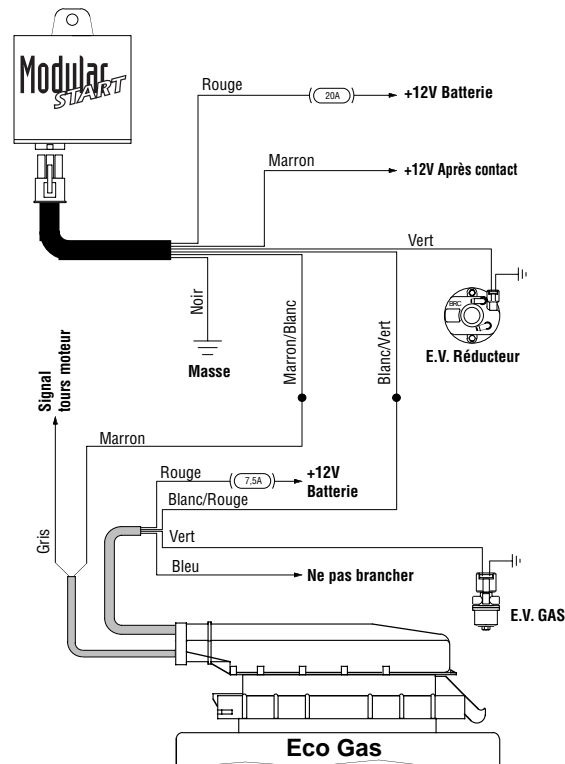 Modular
START
Rouge
20A
+12V Batterie
Marron
+12V Après contact
Vert
BRC
E.V. Réducteur
Noir
Masse
Marron/Blanc
Blanc/Vert
Signal
tours moteur
Marron
Rouge
7,5A
+12V
Batterie
Blanc/Rouge
Gris
Vert
Bleu
Ne pas brancher
E.V. GAS
Eco Gas